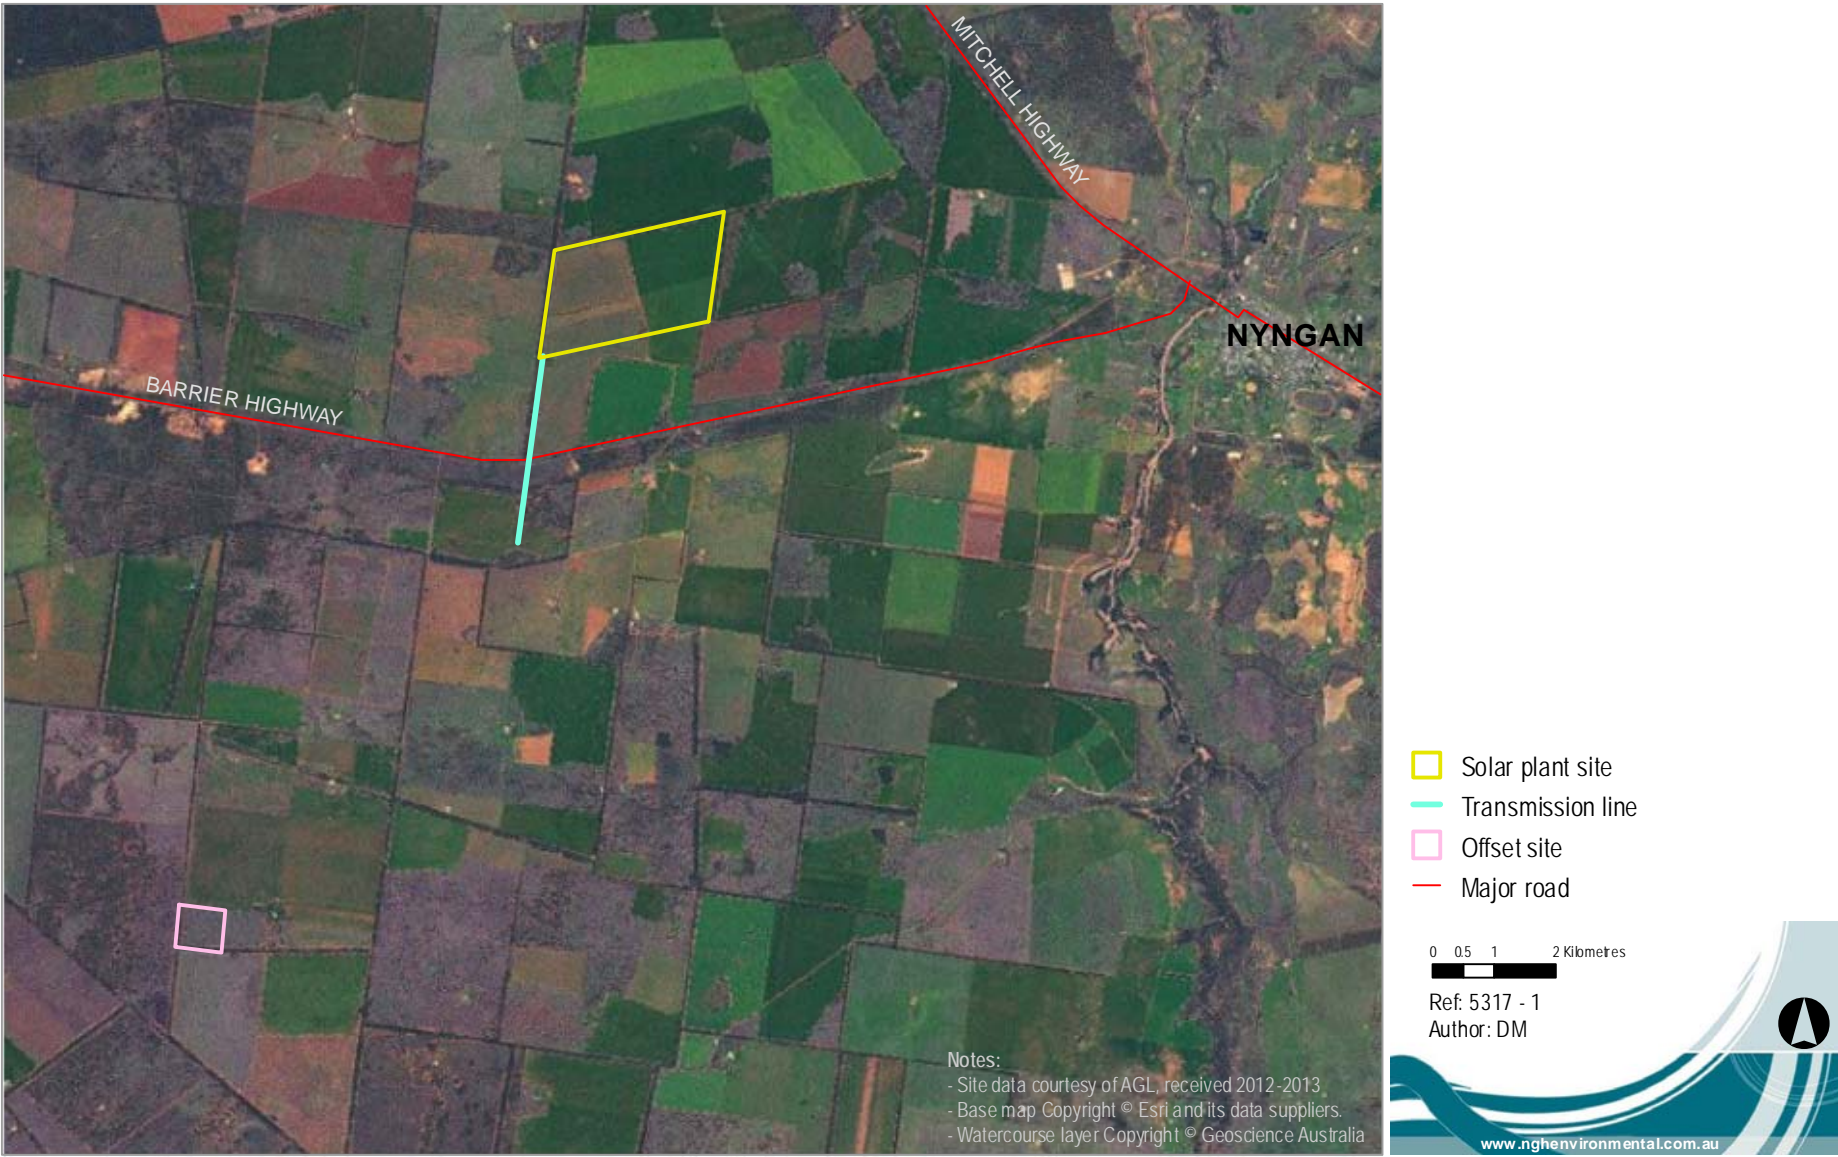 MITCHELL HIGHWAY
NYNGAN
BARRIER HIGHWAY
Notes:
- Site data courtesy of AGL, received 2012-2013
- Base map Copyright © Esri and its data suppliers.
- Watercourse layer Copyright © Geoscience Australia
Solar plant site
Transmission line
Offset site
Major road
0 0.5 1 2 Kilometres
Ref: 5317 - 1
Author: DM
www.nghenvironmental.com.au